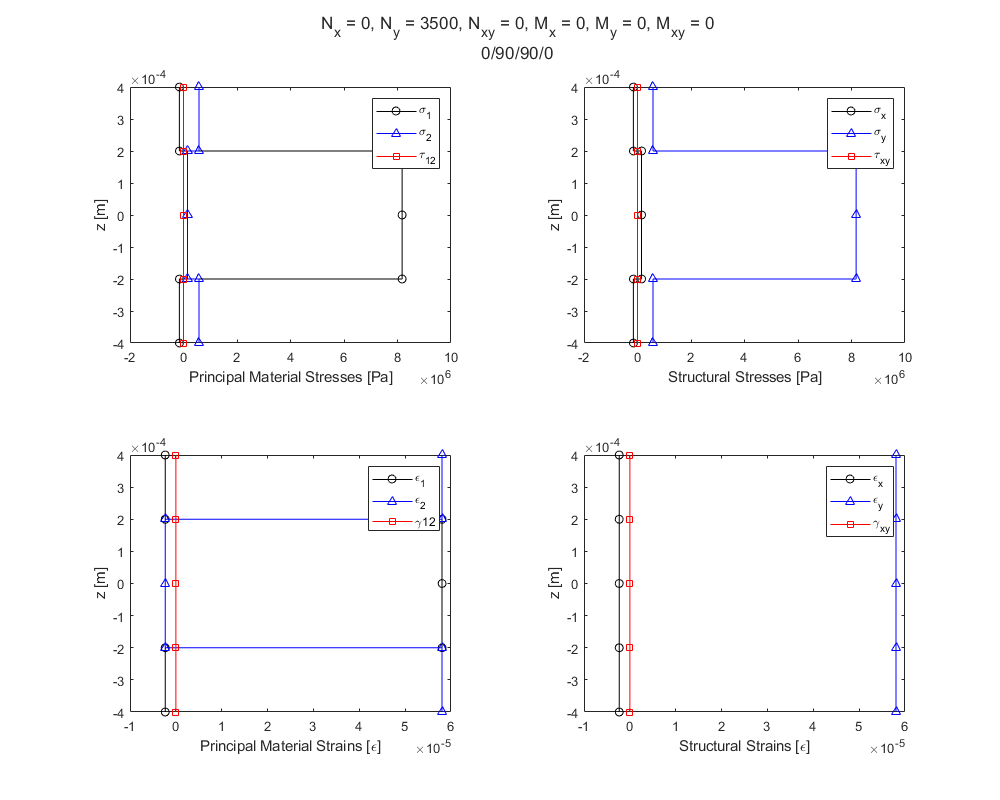 N_x = 0, N_y = 3500, N_xy = 0, M_x = 0, M_y = 0, M_xy = 0
0/90/90/0
×10^-4
4
3
2
1
0
-1
-2
-3
-4
z [m]
σ_1
σ_2
τ_12
-2 0 2 4 6 8 10
Principal Material Stresses [Pa]
×10^6
×10^-4
4
3
2
1
0
-1
-2
-3
-4
z [m]
σ_x
σ_y
τ_xy
-2 0 2 4 6 8 10
Structural Stresses [Pa]
×10^6
×10^-4
4
3
2
1
0
-1
-2
-3
-4
z [m]
ϵ_1
ϵ_2
γ12
-1 0 1 2 3 4 5 6
Principal Material Strains [ϵ]
×10^-5
×10^-4
4
3
2
1
0
-1
-2
-3
-4
z [m]
ϵ_x
ϵ_y
γ_xy
-1 0 1 2 3 4 5 6
Structural Strains [ϵ]
×10^-5